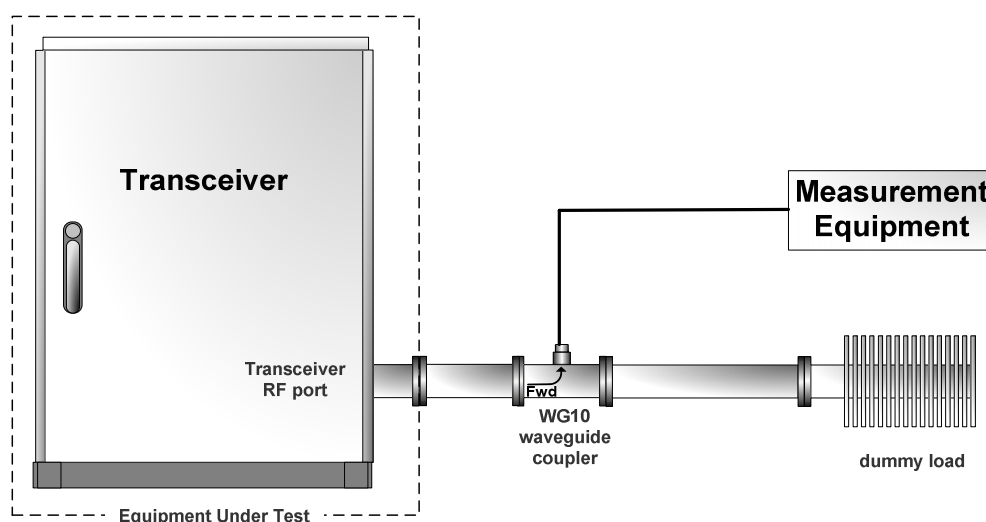 Transceiver
Measurement
Equipment
Transceiver
RF port
Fwd
WG10
waveguide
coupler
dummy load
Equipment Under Test